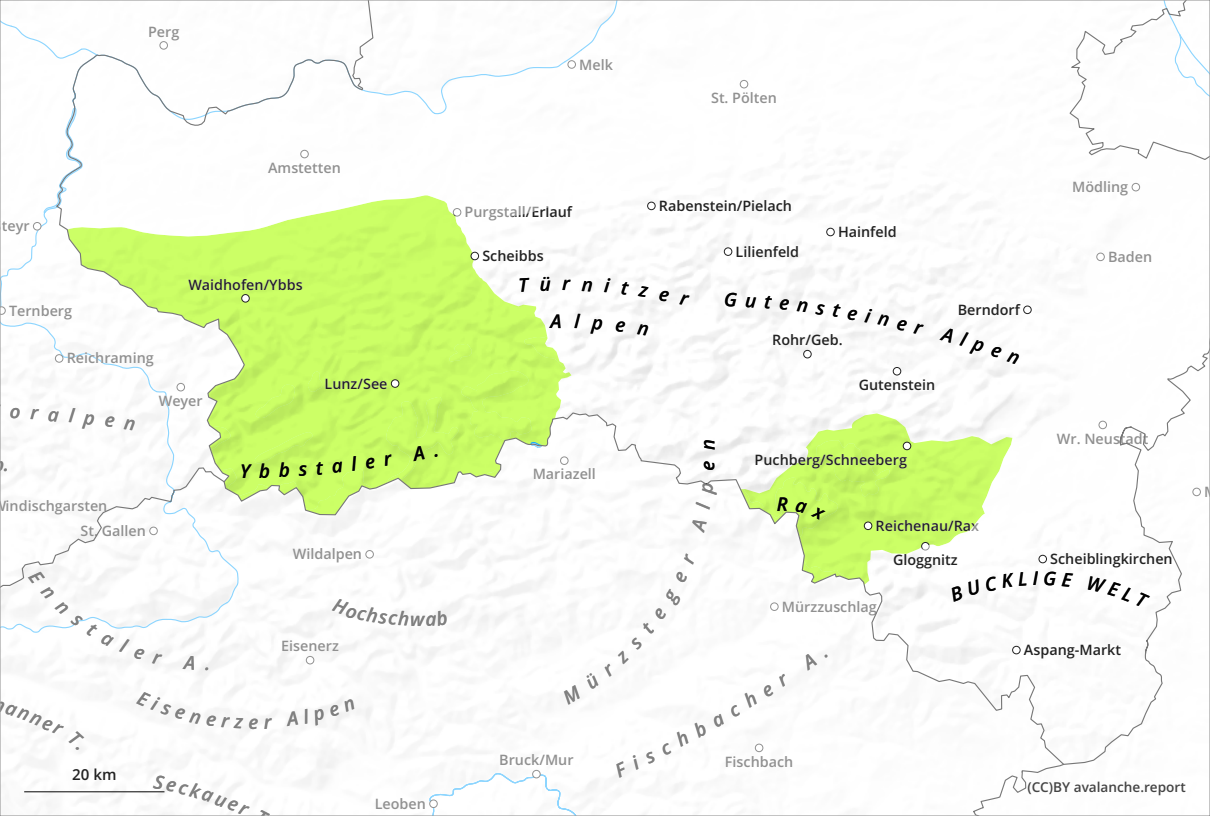 Perg
Melk
St. Pölten
Amstetten
Mödling
Purgstall/E
.../Erlauf
Rabenstein/Pielach
teyr
Hainfeld
Scheibbs
Lilienfeld
Baden
Waidhofen/Ybbs
Türnitzer Alpen
Gutensteiner Alpen
Ternberg
Berndorf
Rohr/Geb.
Reichraming
Lunz/See
Gutenstein
Weyer
oralpen
Wr. Neustadt
Ybbstaler A.
Puchberg/Schneeberg
Mariazell
Windischgarsten
Rax
St. Gallen
Reichenau/Rax
Wildalpen
Gloggnitz
Scheiblingkirchen
BUCKLIGE WELT
Mürzsteger Alpen
Hochschwab
Mürzzuschlag
Ennstaler A.
Eisenerz
Aspang-Markt
Fischbacher A.
Eisenerzer Alpen
anner T.
Fischbach
Bruck/Mur
20 km
Seckauer T
Leoben
(CC)BY avalanche.report